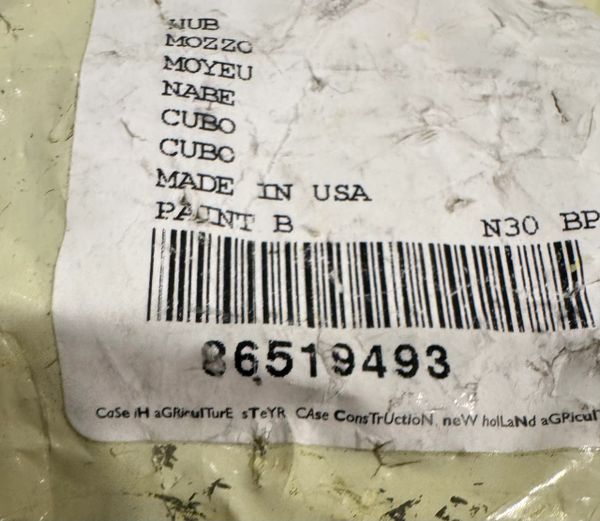 HUB
MOZZO
MOYEU
NABE
CUBO
CUBO
MADE IN USA
PAINT B N30 BP
86519493
CaSe iH aGRiculTurE sTeYR CAse ConsTrUctioN neW holLaNd aGRicul